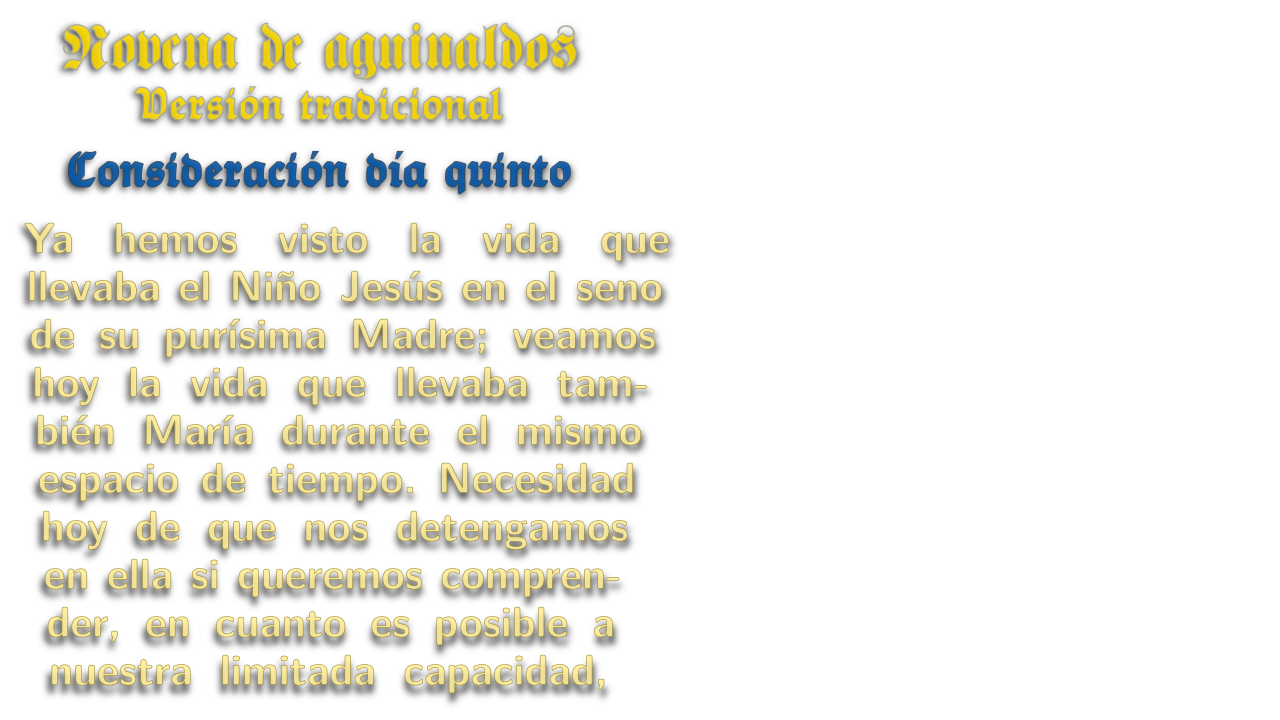 Novena de aguinaldos
Versión tradicional
Consideración día quinto
Ya hemos visto la vida que
llevaba el Niño Jesús en el seno
de su purísima Madre; veamos
hoy la vida que llevaba tam-
bién María durante el mismo
espacio de tiempo. Necesidad
hoy de que nos detengamos
en ella si queremos compren-
der, en cuanto es posible a
nuestra limitada capacidad,